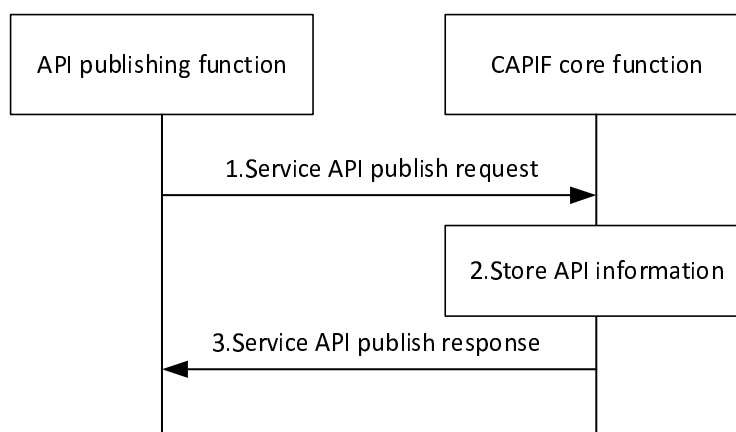 API publishing function
CAPIF core function
1.Service API publish request
2.Store API information
3.Service API publish response